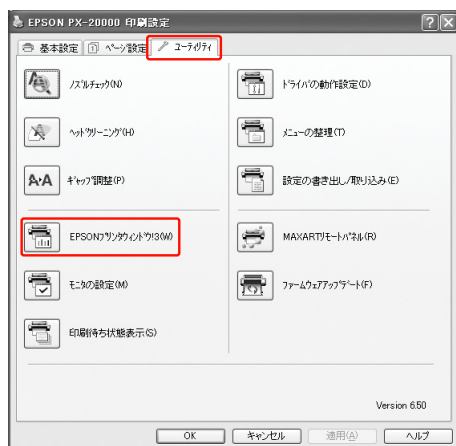 EPSON PX-20000 印刷設定
基本設定 ページ設定 ユーティリティ
ノズルチェック(N)
ドライバの動作設定(D)
ヘッドクリーニング(H)
メニューの整理(T)
ギャップ調整(P)
設定の書き出し/取り込み(E)
EPSONプリンタウィンドウ!3(W)
MAXARTリモートパネル(R)
モニタの設定(M)
ファームウェアアップデート(F)
印刷待ち状態表示(S)
Version 6.50
OK キャンセル 適用(A) ヘルプ